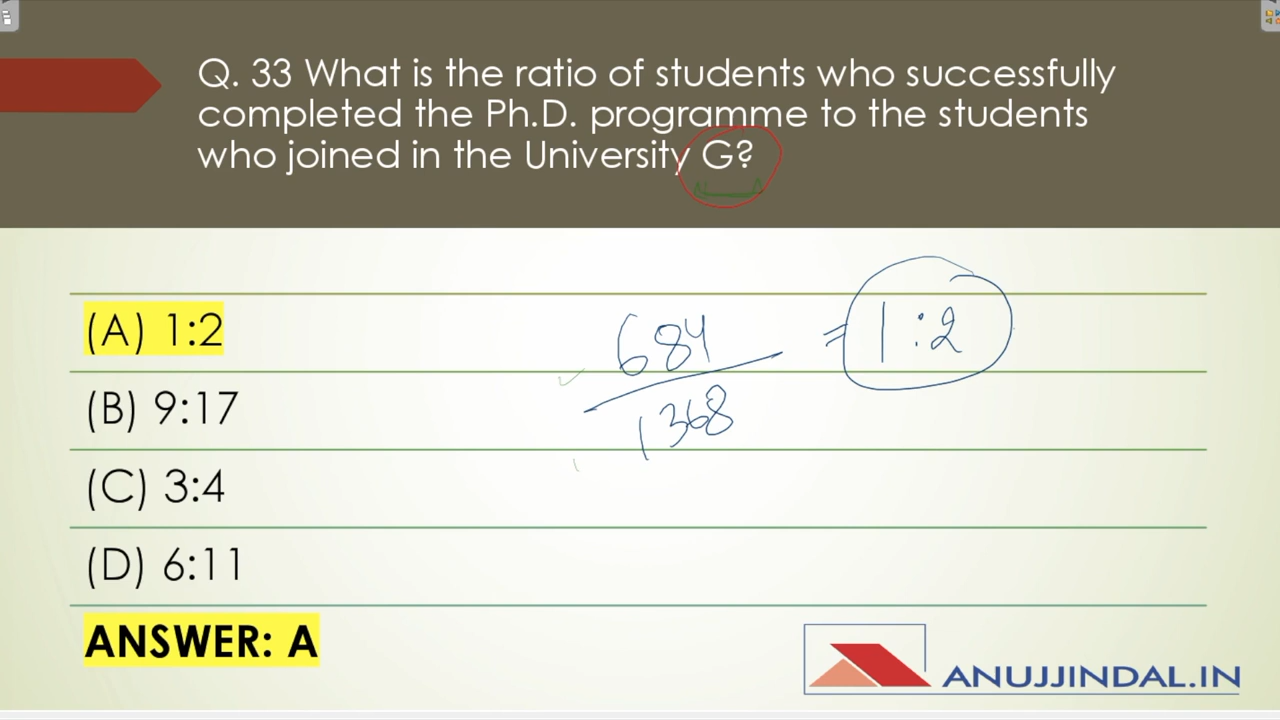 Q. 33 What is the ratio of students who successfully
completed the Ph.D. programme to the students
who joined in the University G?
(A) 1:2
(B) 9:17
(C) 3:4
(D) 6:11
ANSWER: A
684
1368
= 1:2
ANUJJINDAL.IN